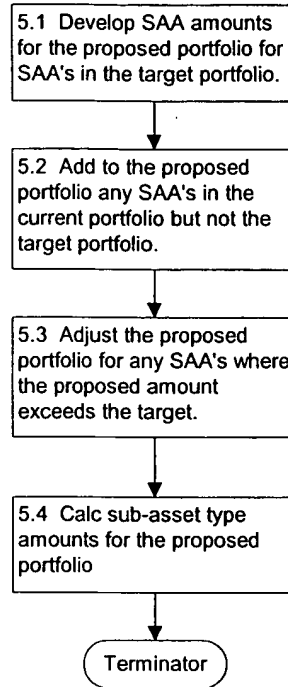 5.1 Develop SAA amounts
for the proposed portfolio for
SAA's in the target portfolio.
5.2 Add to the proposed
portfolio any SAA's in the
current portfolio but not the
target portfolio.
5.3 Adjust the proposed
portfolio for any SAA's where
the proposed amount
exceeds the target.
5.4 Calc sub-asset type
amounts for the proposed
portfolio
Terminator